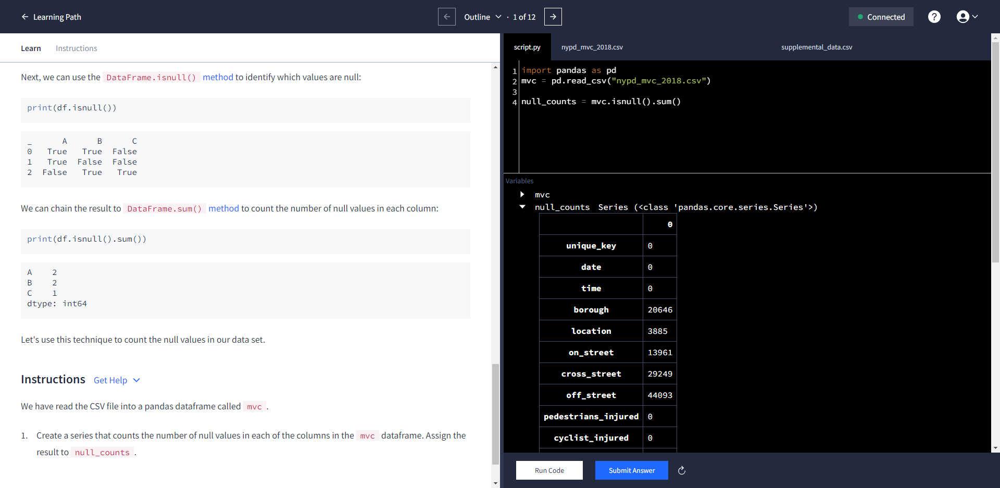 Learning Path
Outline · 1 of 12
Connected
?
Learn Instructions
Next, we can use the DataFrame.isnull() method to identify which values are null:
print(df.isnull())
_ A B C
0 True True False
1 True False False
2 False True True
We can chain the result to DataFrame.sum() method to count the number of null values in each column:
print(df.isnull().sum())
A 2
B 2
C 1
dtype: int64
Let's use this technique to count the null values in our data set.
Instructions Get Help
We have read the CSV file into a pandas dataframe called mvc.
1. Create a series that counts the number of null values in each of the columns in the mvc dataframe. Assign the
result to null_counts.
script.py nypd_mvc_2018.csv supplemental_data.csv
1 import pandas as pd
2 mvc = pd.read_csv("nypd_mvc_2018.csv")
3
4 null_counts = mvc.isnull().sum()
Variables
mvc
null_counts Series (<class 'pandas.core.series.Series'>)
0
unique_key 0
date 0
time 0
borough 20646
location 3885
on_street 13961
cross_street 29249
off_street 44093
pedestrians_injured 0
cyclist_injured 0
Run Code Submit Answer